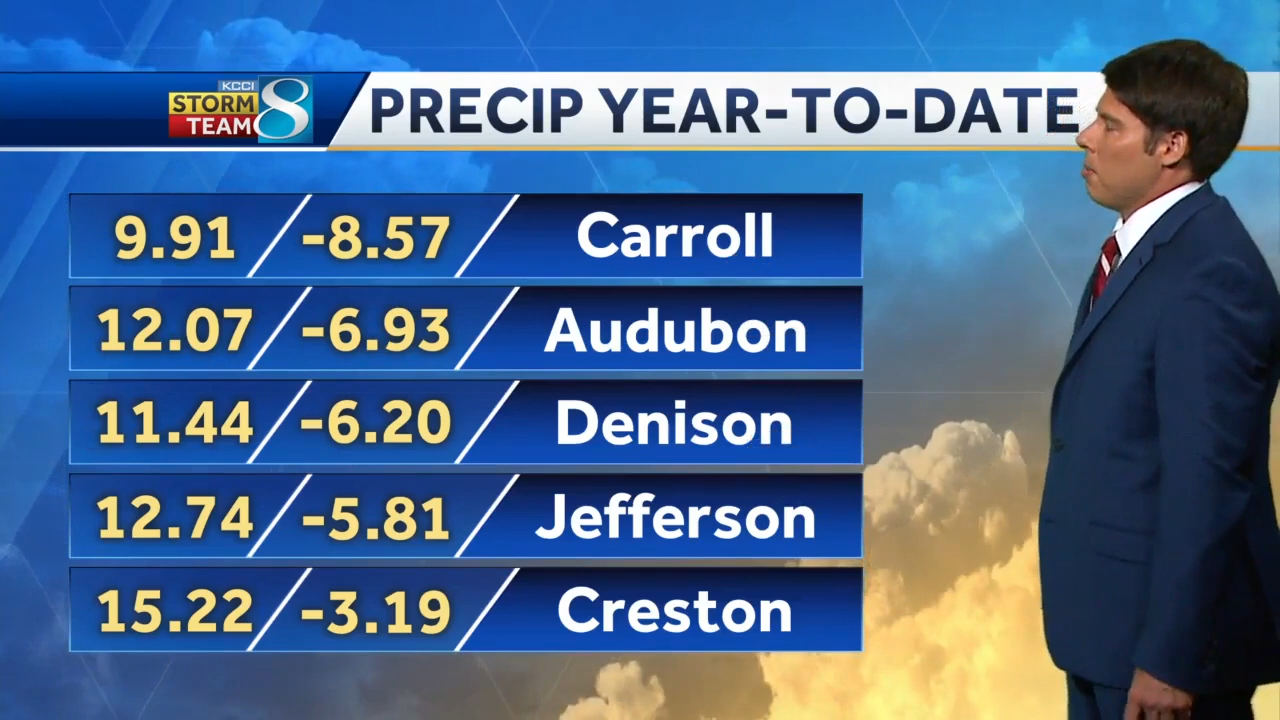 KCCI
STORM
TEAM 8
PRECIP YEAR-TO-DATE
9.91 / -8.57 / Carroll
12.07 / -6.93 / Audubon
11.44 / -6.20 / Denison
12.74 / -5.81 / Jefferson
15.22 / -3.19 / Creston